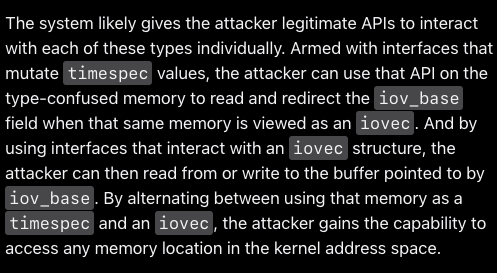 The system likely gives the attacker legitimate APIs to interact
with each of these types individually. Armed with interfaces that
mutate timespec values, the attacker can use that API on the
type-confused memory to read and redirect the iov_base
field when that same memory is viewed as an iovec. And by
using interfaces that interact with an iovec structure, the
attacker can then read from or write to the buffer pointed to by
iov_base. By alternating between using that memory as a
timespec and an iovec, the attacker gains the capability to
access any memory location in the kernel address space.